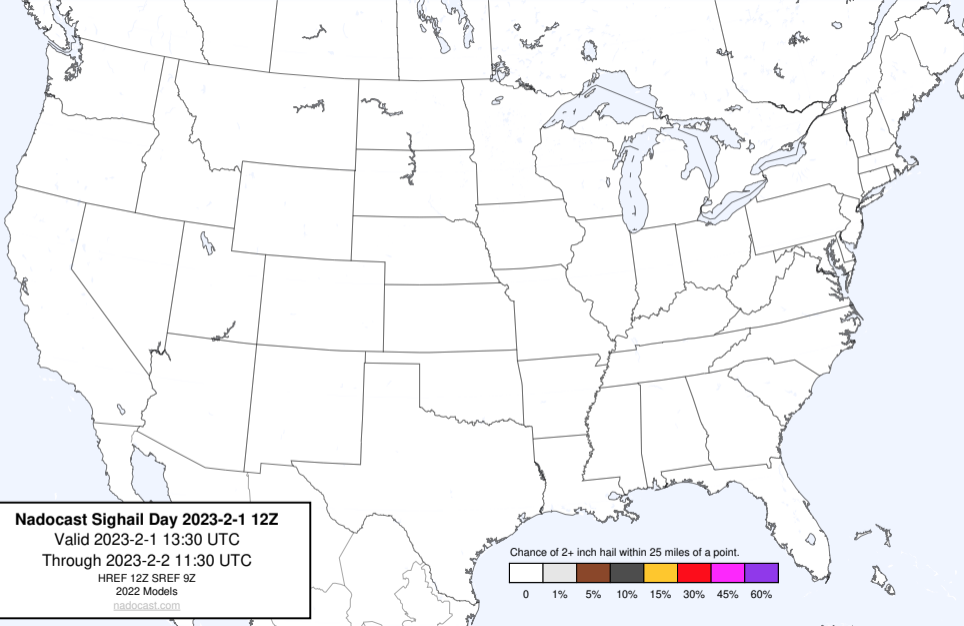 Nadocast Sighail Day 2023-2-1 12Z
Valid 2023-2-1 13:30 UTC
Through 2023-2-2 11:30 UTC
HREF 12Z SREF 9Z
2022 Models
nadocast.com
Chance of 2+ inch hail within 25 miles of a point.
0 1% 5% 10% 15% 30% 45% 60%